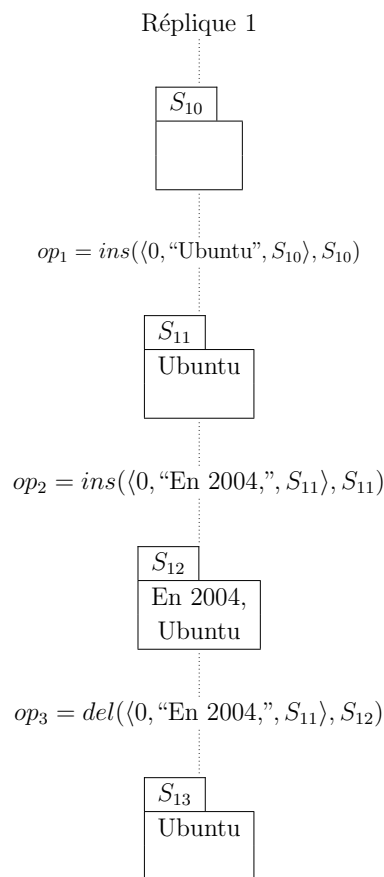 Réplique 1
S₁₀
op₁ = ins(⟨0, “Ubuntu”, S₁₀⟩, S₁₀)
S₁₁
Ubuntu
op₂ = ins(⟨0, “En 2004,”, S₁₁⟩, S₁₁)
S₁₂
En 2004,
Ubuntu
op₃ = del(⟨0, “En 2004,”, S₁₁⟩, S₁₂)
S₁₃
Ubuntu